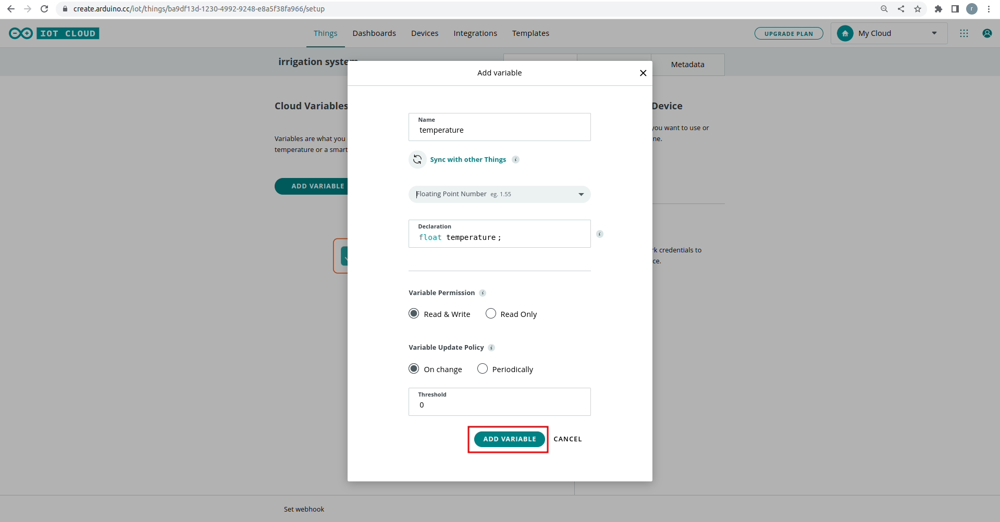 create.arduino.cc/iot/things/ba9df13d-1230-4992-9248-e8a5f38fa966/setup
r
IOT CLOUD
Things
Dashboards
Devices
Integrations
Templates
UPGRADE PLAN
My Cloud
irrigation system
Metadata
Add variable
Cloud Variables
Device
Variables are what you
temperature or a smart
you want to use or
ne.
ADD VARIABLE
Name
temperature
Sync with other Things
i
Floating Point Number eg. 1.55
Declaration
float temperature;
i
rk credentials to
ce.
Variable Permission i
Read & Write
Read Only
Variable Update Policy i
On change
Periodically
Threshold
0
ADD VARIABLE
CANCEL
Set webhook